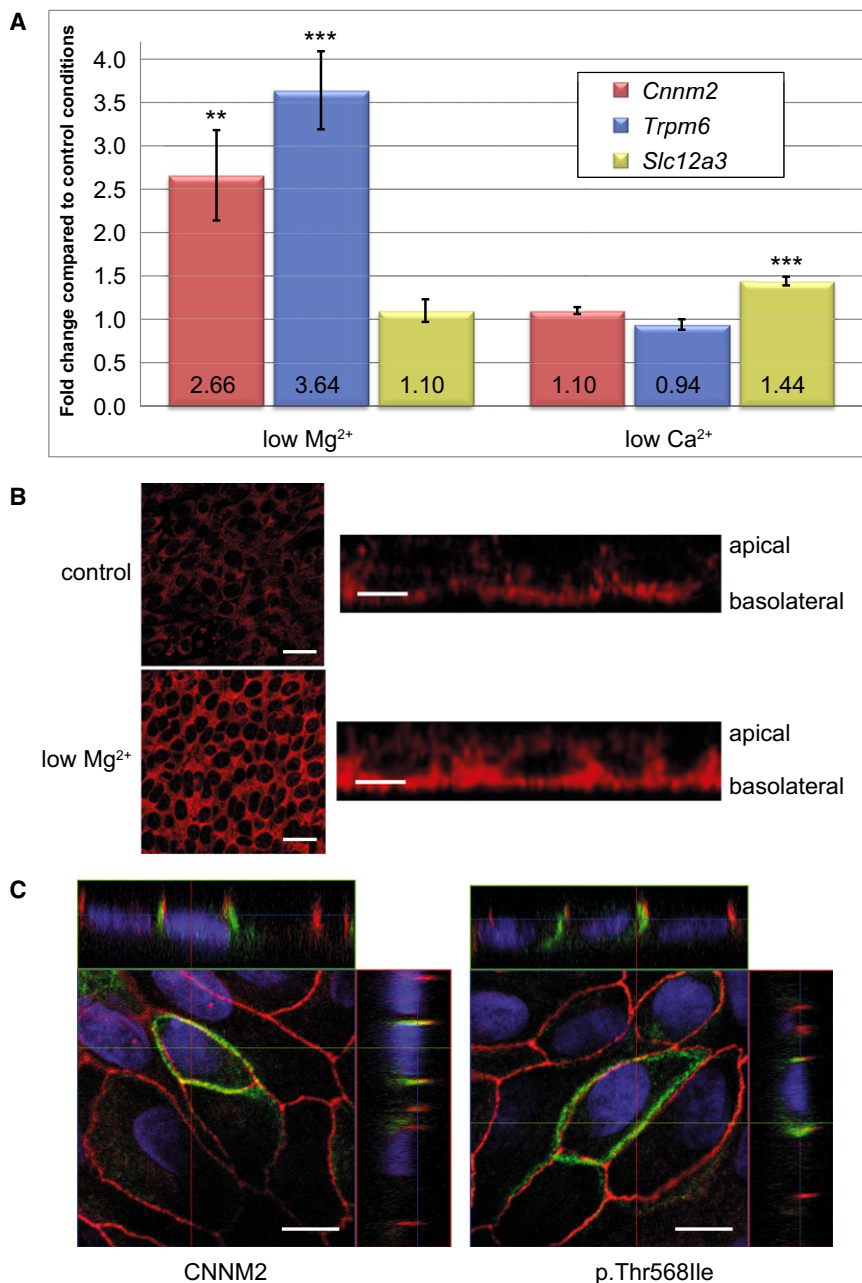 A
Fold change compared to control conditions
4.0
3.5
3.0
2.5
2.0
1.5
1.0
0.5
0.0
**
***
***
Cnnm2
Trpm6
Slc12a3
2.66
3.64
1.10
1.10
0.94
1.44
low Mg²⁺
low Ca²⁺
B
control
apical
basolateral
low Mg²⁺
apical
basolateral
C
CNNM2
p.Thr568Ile